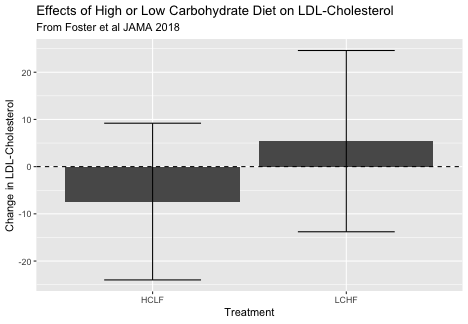 Effects of High or Low Carbohydrate Diet on LDL-Cholesterol
From Foster et al JAMA 2018
Change in LDL-Cholesterol
20
10
0
-10
-20
HCLF LCHF
Treatment